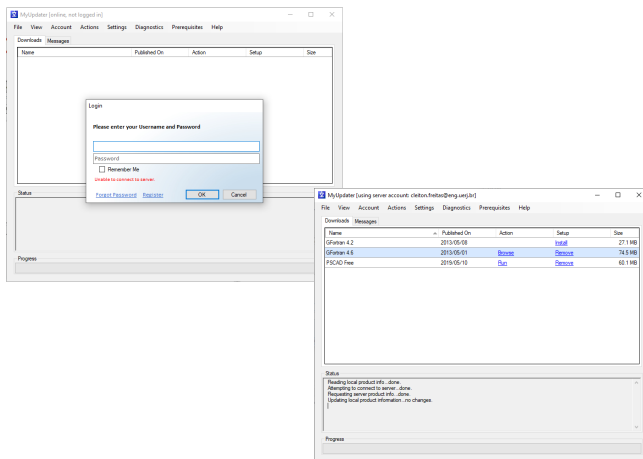 MyUpdater [online, not logged in]
File View Account Actions Settings Diagnostics Prerequisites Help
Downloads Messages
Name Published On Action Setup Size
Login
Please enter your Username and Password
Password
Remember Me
Unable to connect to server.
Forgot Password Register OK Cancel
Status
Progress
MyUpdater [using server account: cleiton.freitas@eng.uerj.br]
File View Account Actions Settings Diagnostics Prerequisites Help
Downloads Messages
Name Published On Action Setup Size
GFortran 4.2 2013/05/08 Install 27.1 MB
GFortran 4.6 2013/05/01 Browse Remove 74.5 MB
PSCAD Free 2019/05/10 Run Remove 60.1 MB
Status
Reading local product info...done.
Attempting to connect to server...done.
Requesting server product info...done.
Updating local product information...no changes.
Progress